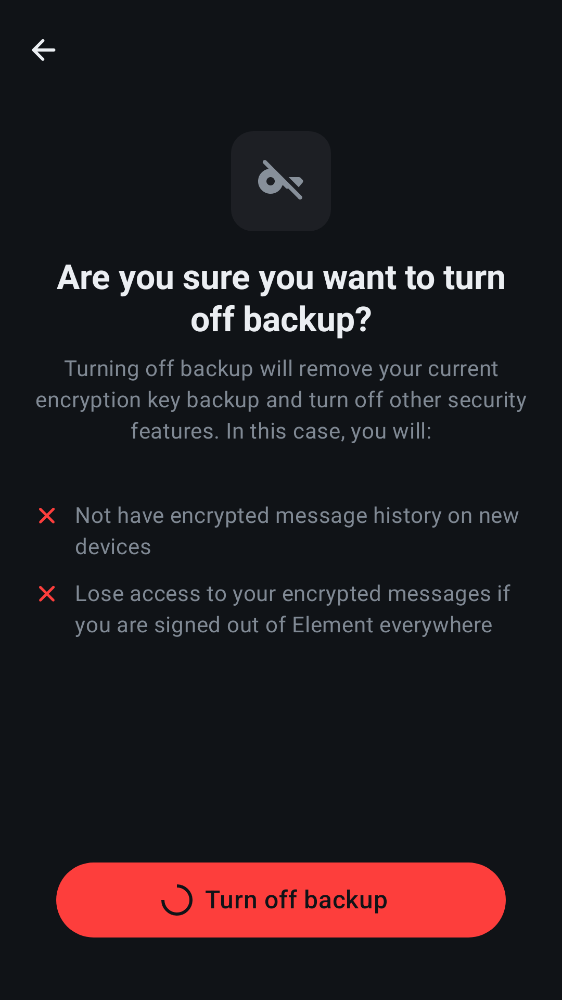 Are you sure you want to turn
off backup?
Turning off backup will remove your current
encryption key backup and turn off other security
features. In this case, you will:
Not have encrypted message history on new
devices
Lose access to your encrypted messages if
you are signed out of Element everywhere
Turn off backup